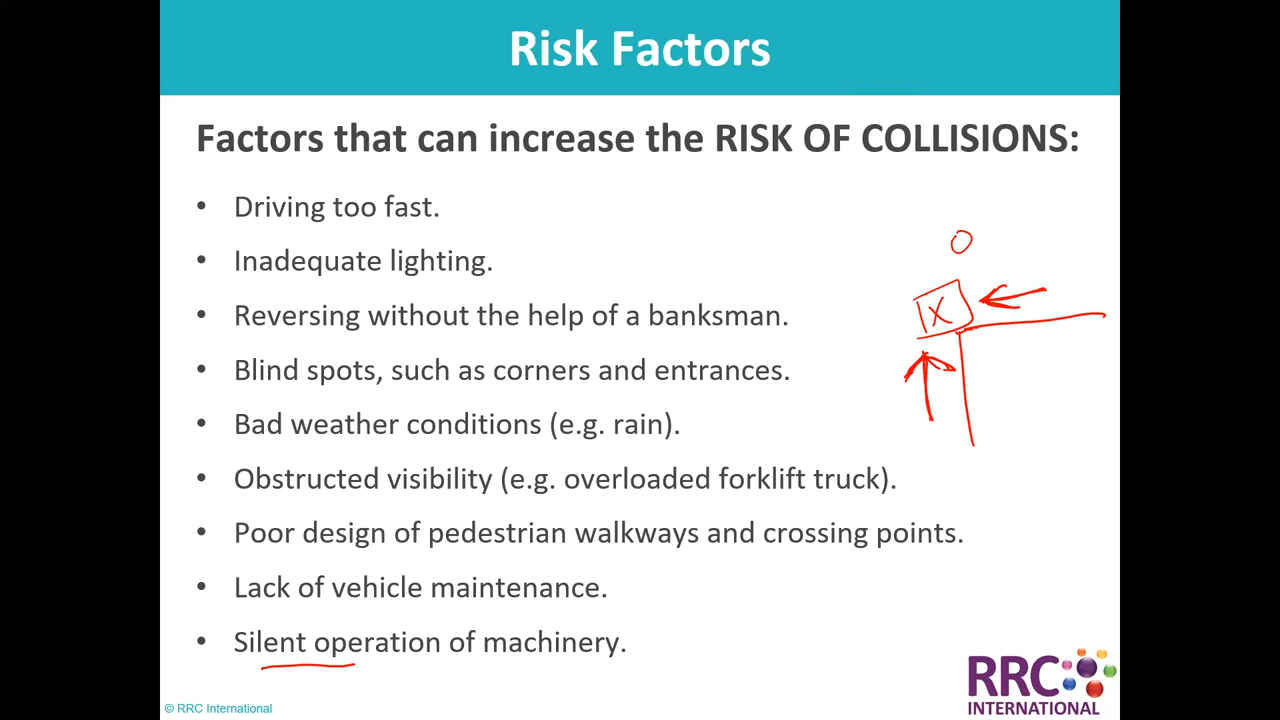 Risk Factors
Factors that can increase the RISK OF COLLISIONS:
• Driving too fast.
• Inadequate lighting.
• Reversing without the help of a banksman.
• Blind spots, such as corners and entrances.
• Bad weather conditions (e.g. rain).
• Obstructed visibility (e.g. overloaded forklift truck).
• Poor design of pedestrian walkways and crossing points.
• Lack of vehicle maintenance.
• Silent operation of machinery.
O
X
© RRC International
RRC
INTERNATIONAL